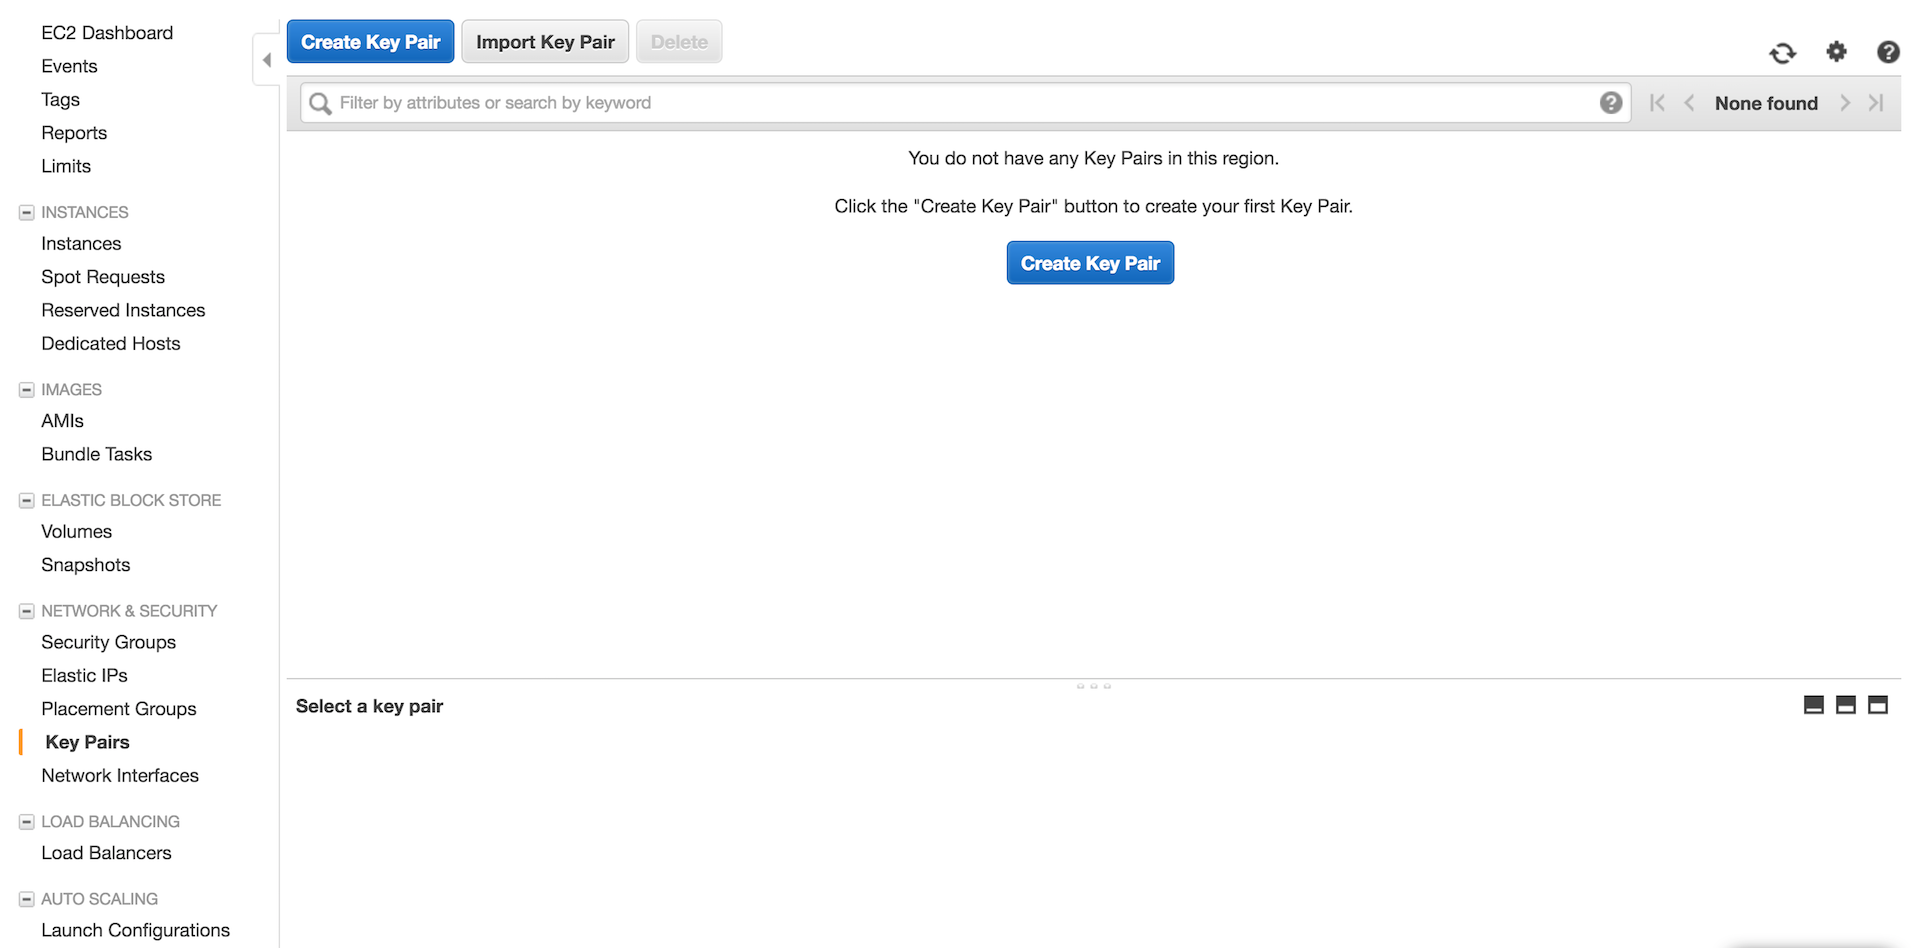 EC2 Dashboard
Events
Tags
Reports
Limits
INSTANCES
Instances
Spot Requests
Reserved Instances
Dedicated Hosts
IMAGES
AMIs
Bundle Tasks
ELASTIC BLOCK STORE
Volumes
Snapshots
NETWORK & SECURITY
Security Groups
Elastic IPs
Placement Groups
Key Pairs
Network Interfaces
LOAD BALANCING
Load Balancers
AUTO SCALING
Launch Configurations
Create Key Pair Import Key Pair Delete
Filter by attributes or search by keyword None found
You do not have any Key Pairs in this region.
Click the "Create Key Pair" button to create your first Key Pair.
Create Key Pair
Select a key pair